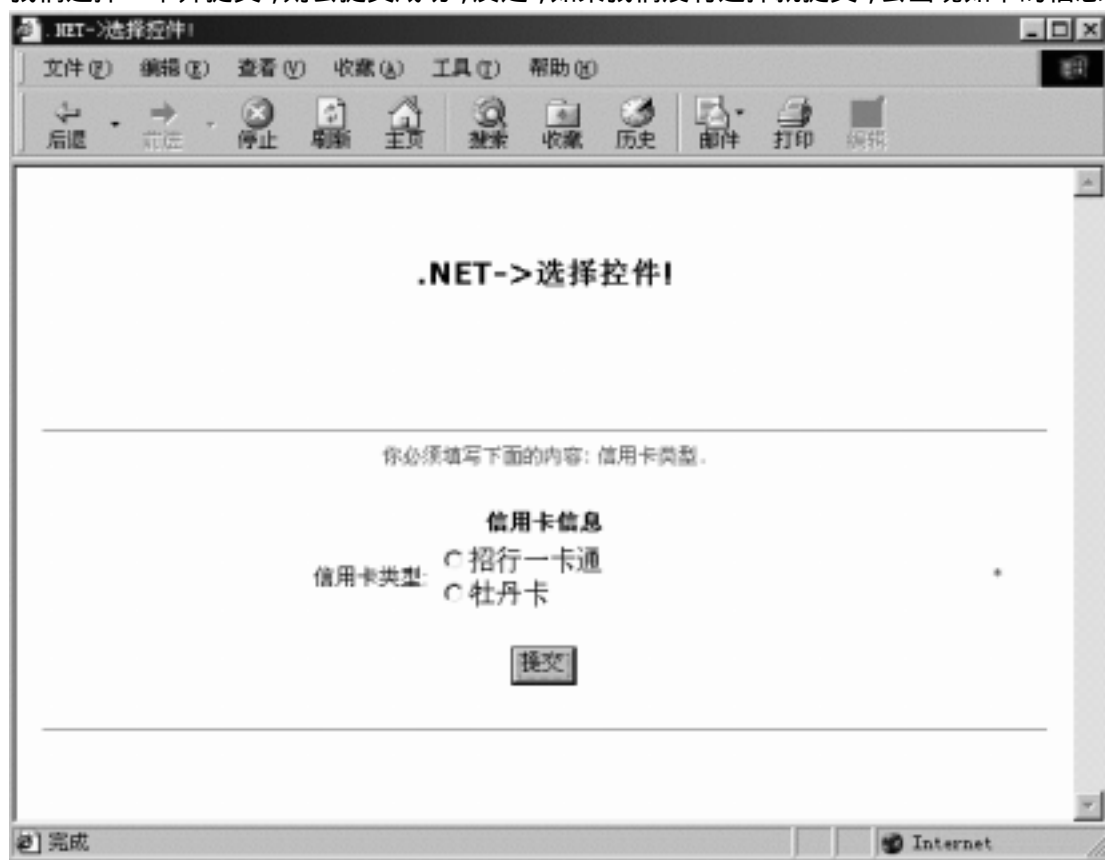 .NET->选择控件!
文件(F) 编辑(E) 查看(V) 收藏(A) 工具(T) 帮助(H)
后退 前进 停止 刷新 主页 搜索 收藏 历史 邮件 打印 编辑
.NET->选择控件!
你必须填写下面的内容: 信用卡类型.
信用卡信息
信用卡类型:
招行一卡通
牡丹卡
*
提交
完成 Internet